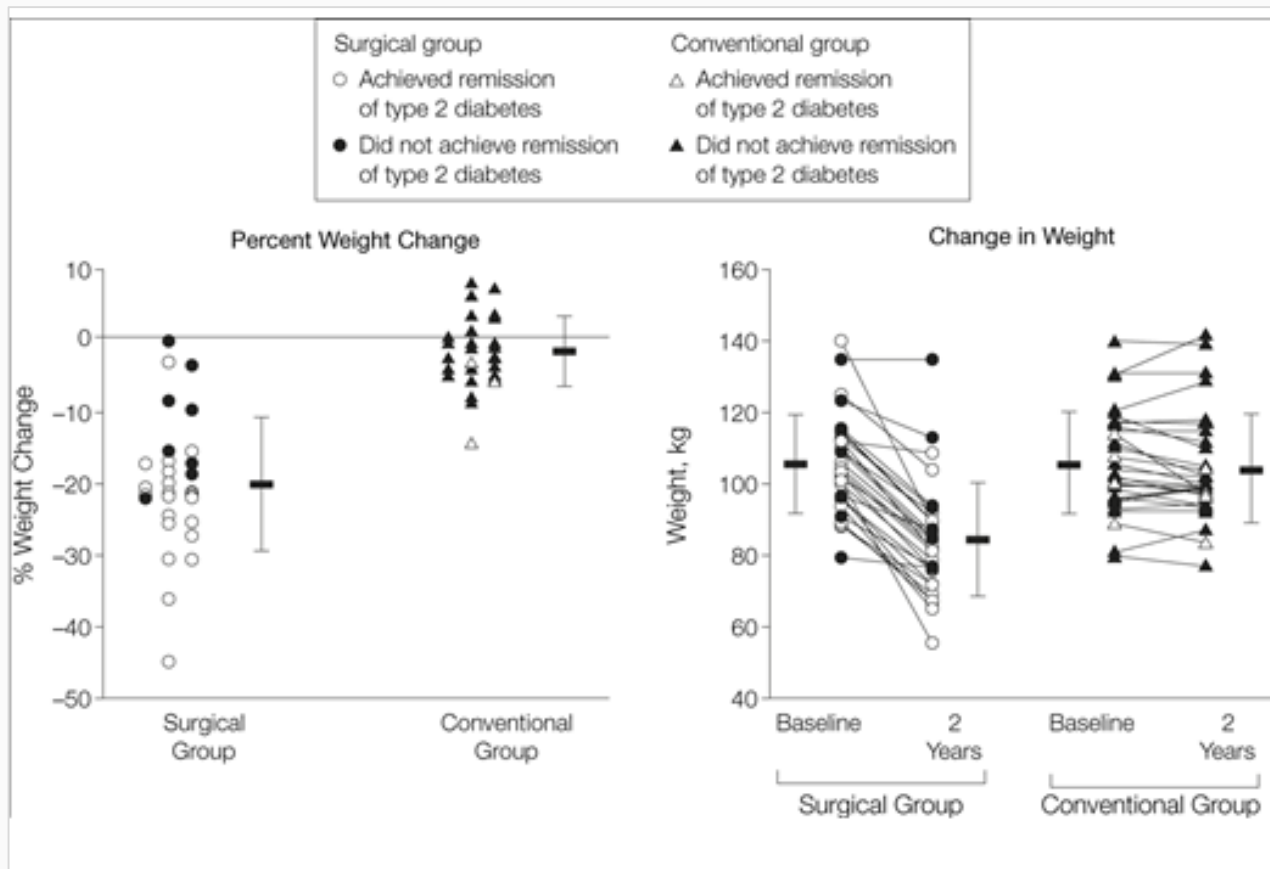 Surgical group
Achieved remission
of type 2 diabetes
Did not achieve remission
of type 2 diabetes
Conventional group
Achieved remission
of type 2 diabetes
Did not achieve remission
of type 2 diabetes
Percent Weight Change
% Weight Change
10
0
–10
–20
–30
–40
–50
Surgical
Group
Conventional
Group
Change in Weight
Weight, kg
160
140
120
100
80
60
40
Baseline
2
Years
Baseline
2
Years
Surgical Group
Conventional Group